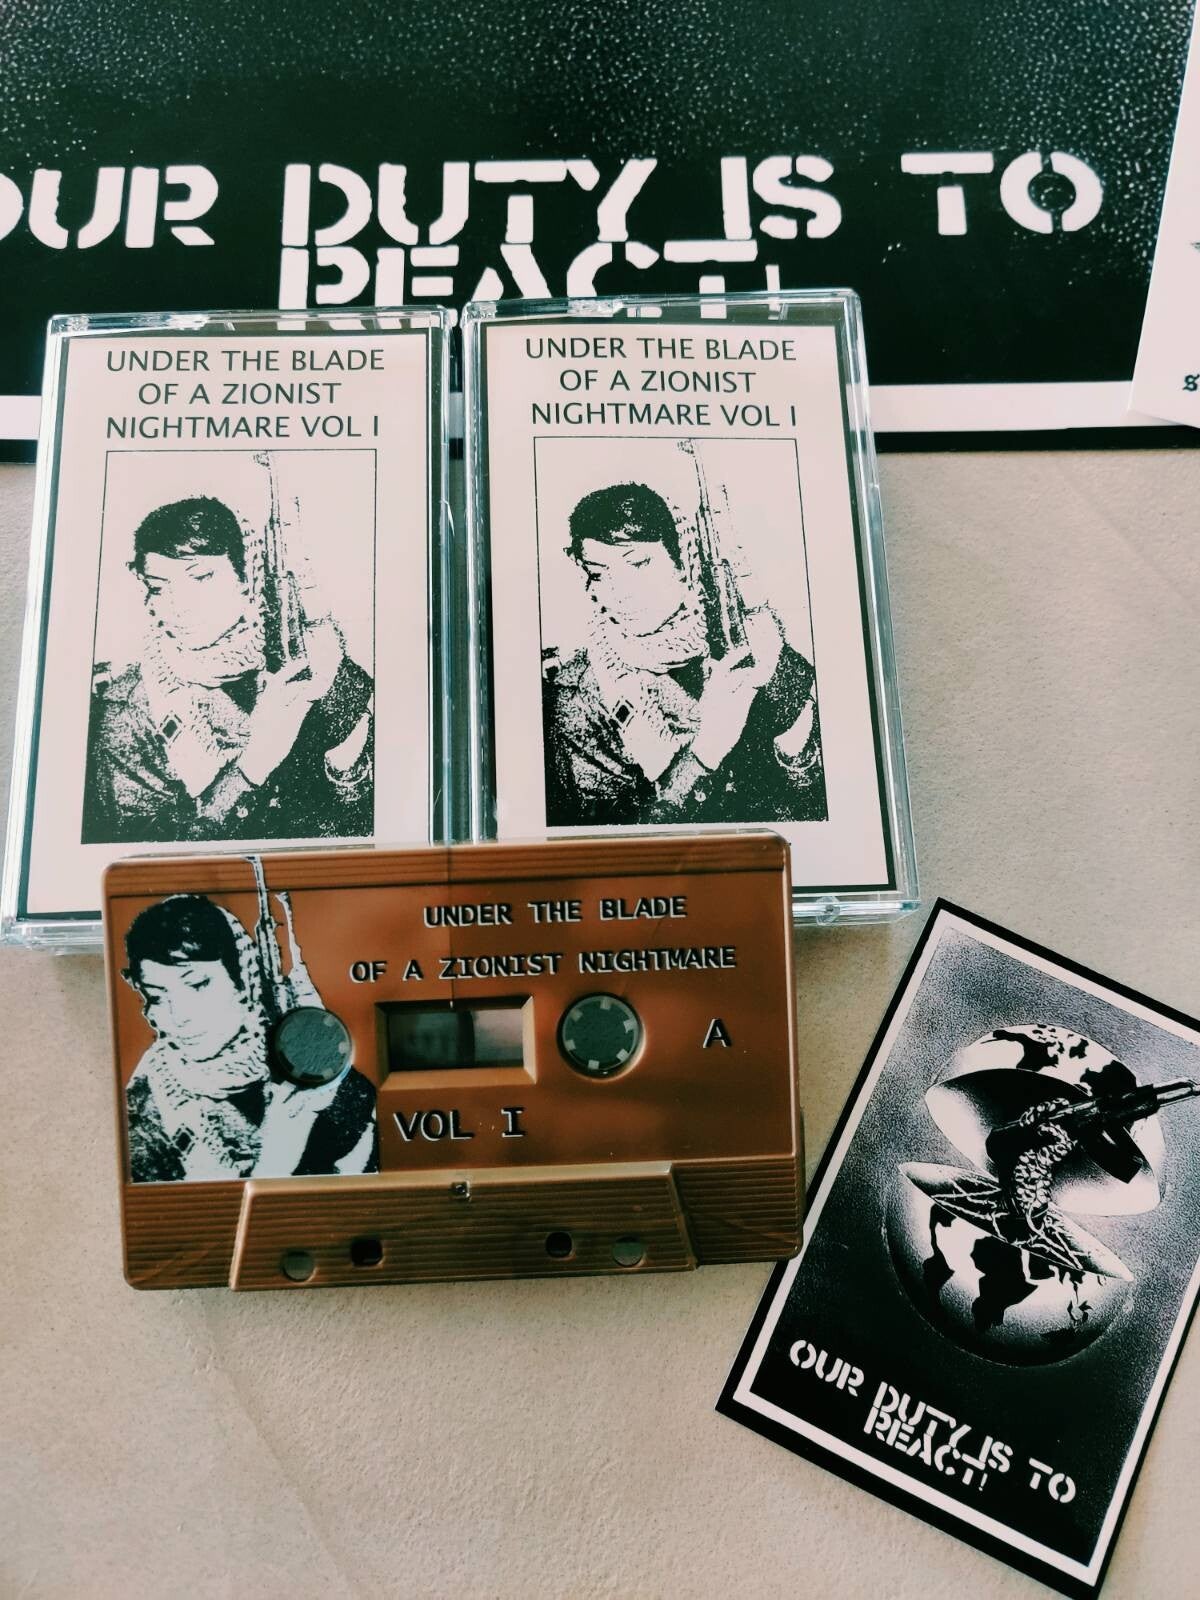 OUR DUTY IS TO
REACT!
UNDER THE BLADE
OF A ZIONIST
NIGHTMARE VOL I
UNDER THE BLADE
OF A ZIONIST
NIGHTMARE VOL I
UNDER THE BLADE
OF A ZIONIST NIGHTMARE
A
VOL I
OUR DUTY IS TO
REACT!